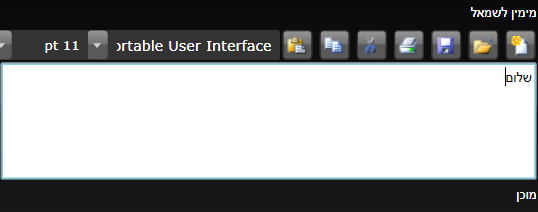 מימין לשמאל
ortable User Interface
11 pt
שלום
מוכן